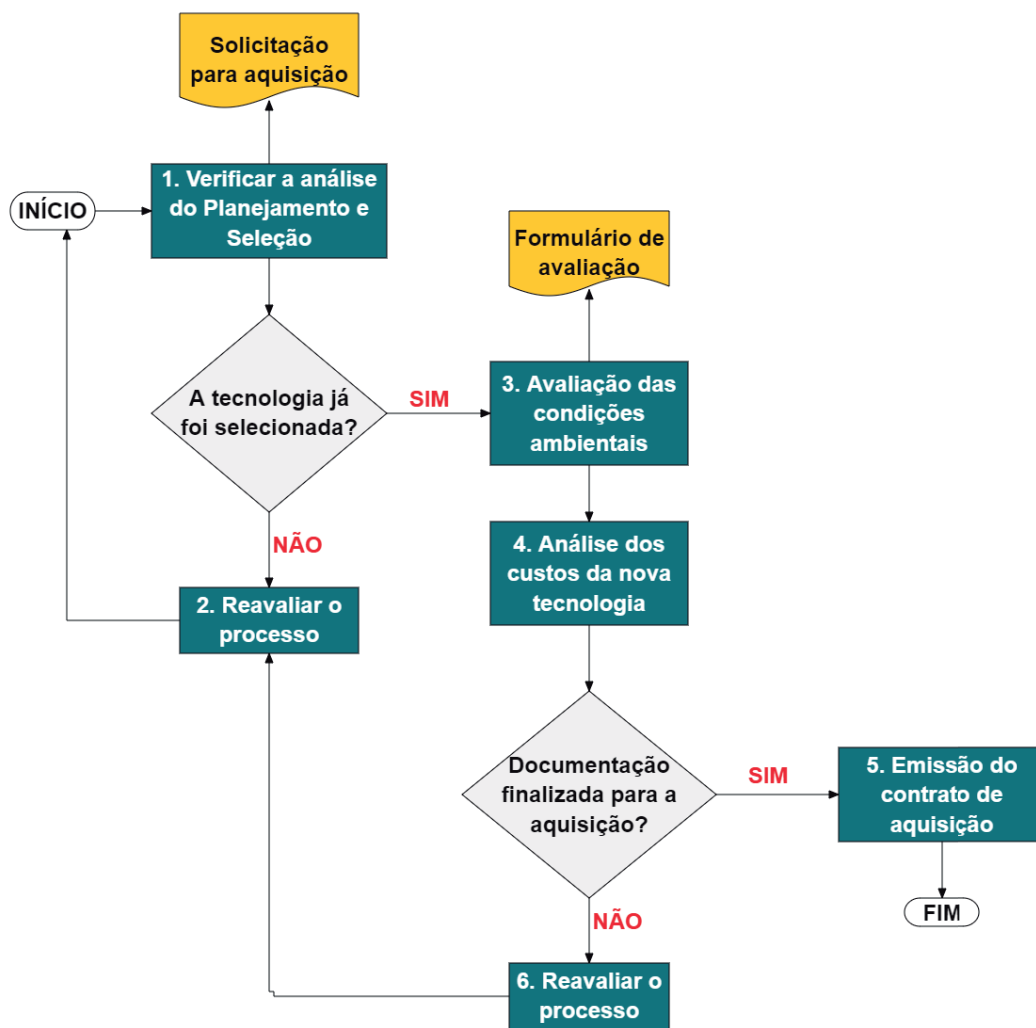 Solicitação
para aquisição
INÍCIO
1. Verificar a análise
do Planejamento e
Seleção
Formulário de
avaliação
A tecnologia já
foi selecionada?
SIM
3. Avaliação das
condições
ambientais
NÃO
2. Reavaliar o
processo
4. Análise dos
custos da nova
tecnologia
Documentação
finalizada para a
aquisição?
SIM
5. Emissão do
contrato de
aquisição
FIM
NÃO
6. Reavaliar o
processo